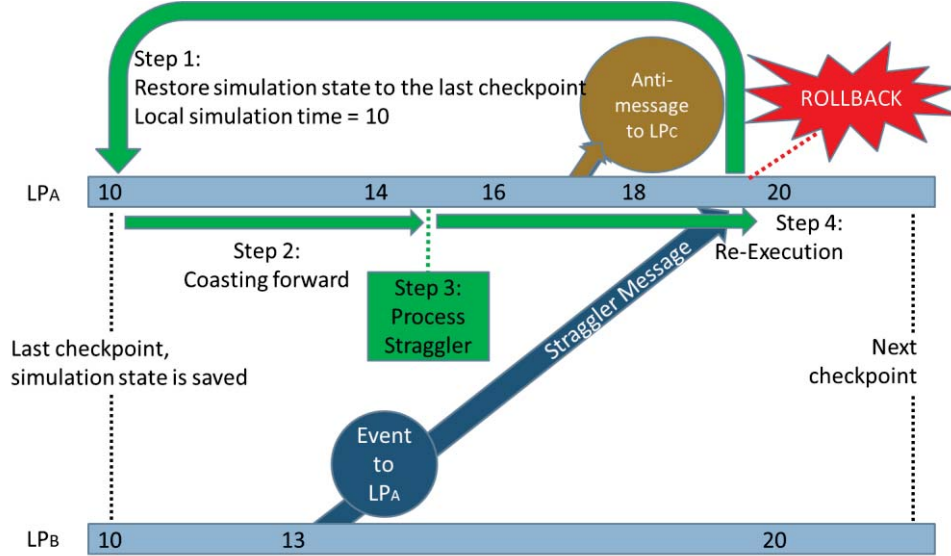 Step 1:
Restore simulation state to the last checkpoint
Local simulation time = 10
Anti-
message
to LPC
ROLLBACK
LPA
10 14 16 18 20
Step 2:
Coasting forward
Step 4:
Re-Execution
Step 3:
Process
Straggler
Straggler Message
Last checkpoint,
simulation state is saved
Next
checkpoint
Event
to
LPA
LPB
10 13 20